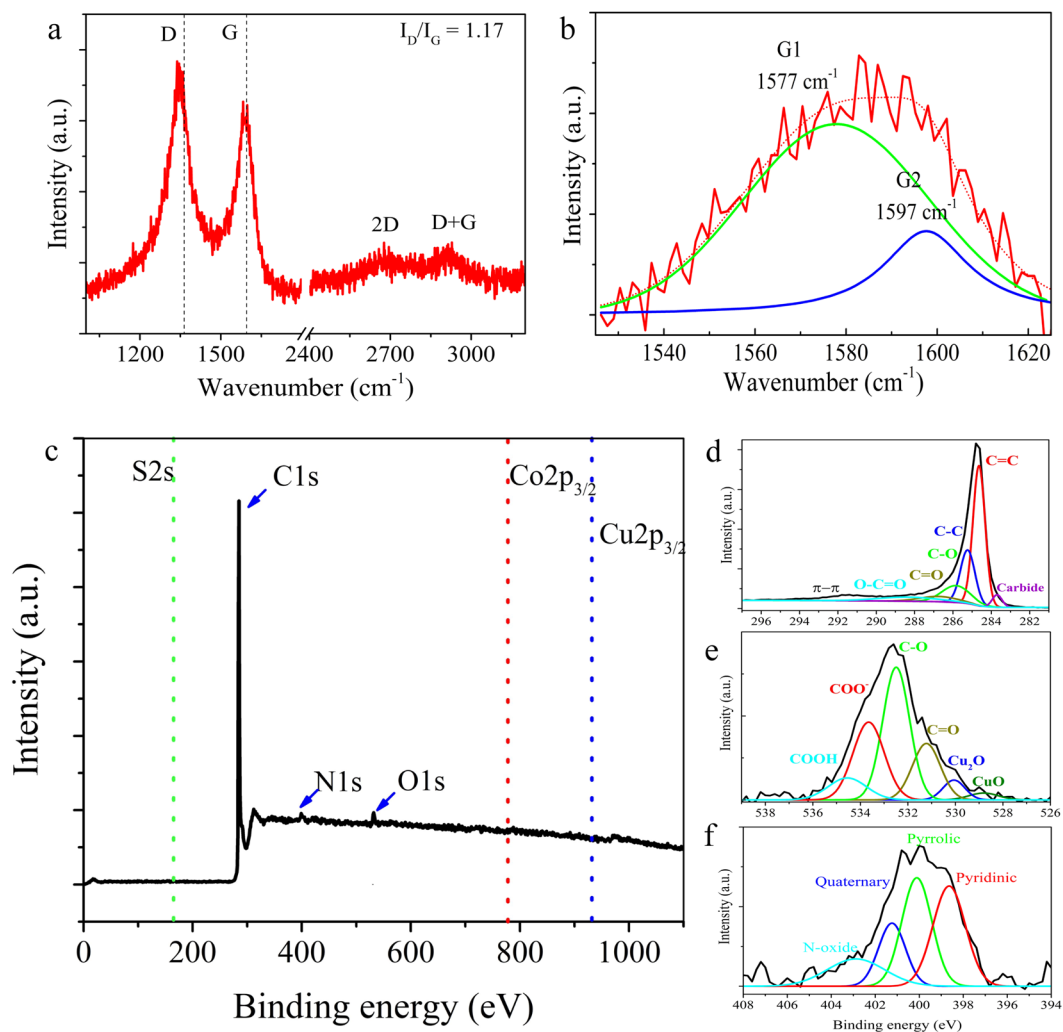 a
D
G
I_D/I_G = 1.17
2D
D+G
Intensity (a.u.)
1200 1500 2400 2700 3000
Wavenumber (cm⁻¹)
b
G1
1577 cm⁻¹
G2
1597 cm⁻¹
Intensity (a.u.)
1540 1560 1580 1600 1620
Wavenumber (cm⁻¹)
c
S2s
C1s
Co2p3/2
Cu2p3/2
N1s
O1s
Intensity (a.u.)
0 200 400 600 800 1000
Binding energy (eV)
d
C=C
C-C
C-O
C=O
O-C=O
π−π
Carbide
Intensity (a.u.)
296 294 292 290 288 286 284 282
e
C-O
COO⁻
C=O
COOH
Cu₂O
CuO
Intensity (a.u.)
538 536 534 532 530 528 526
f
Pyrrolic
Quaternary
Pyridinic
N-oxide
Intensity (a.u.)
408 406 404 402 400 398 396 394
Binding energy (eV)